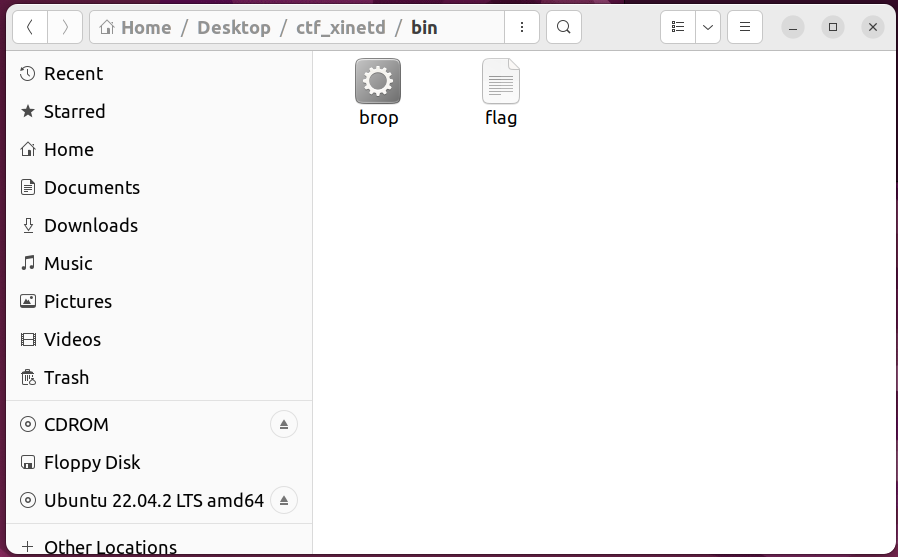 Home / Desktop / ctf_xinetd / bin
Recent
Starred
Home
Documents
Downloads
Music
Pictures
Videos
Trash
CDROM
Floppy Disk
Ubuntu 22.04.2 LTS amd64
Other Locations
brop
flag